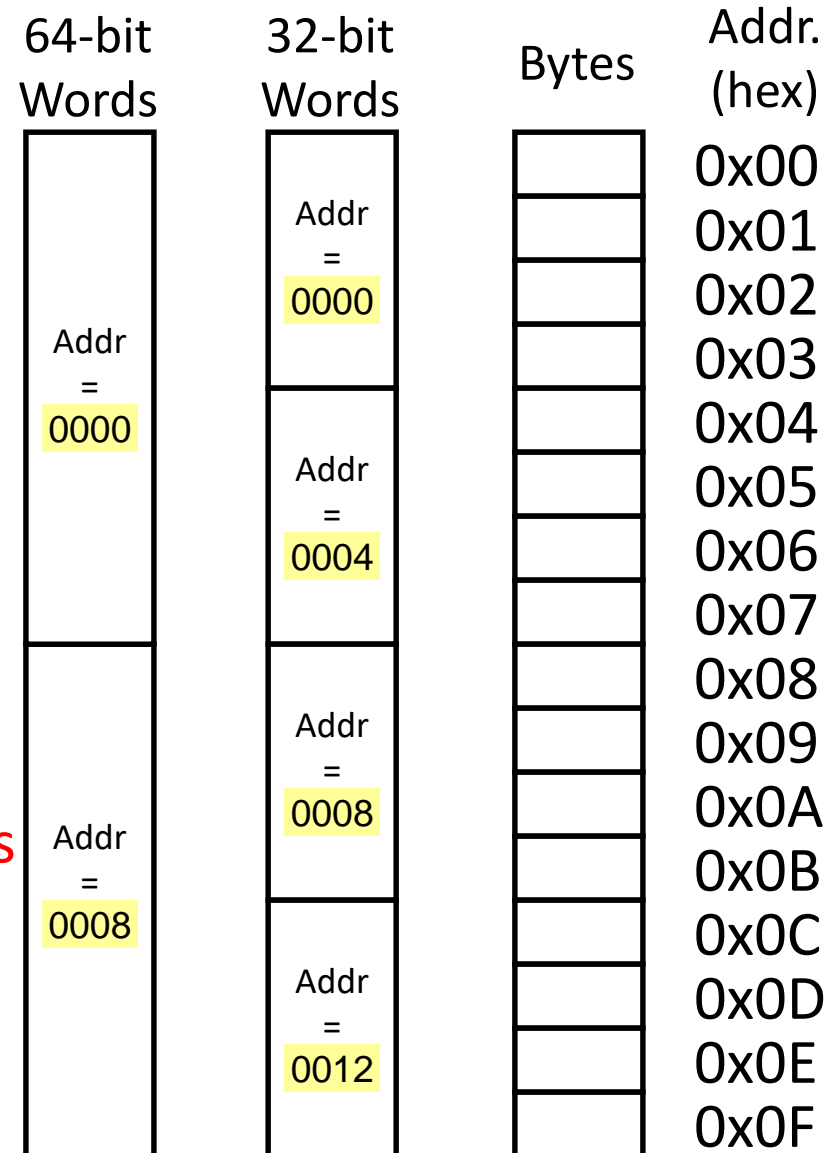 64-bit
Words
32-bit
Words
Bytes
Addr.
(hex)
Addr
=
0000
Addr
=
0008
Addr
=
0000
Addr
=
0004
Addr
=
0008
Addr
=
0012
0x00
0x01
0x02
0x03
0x04
0x05
0x06
0x07
0x08
0x09
0x0A
0x0B
0x0C
0x0D
0x0E
0x0F
s